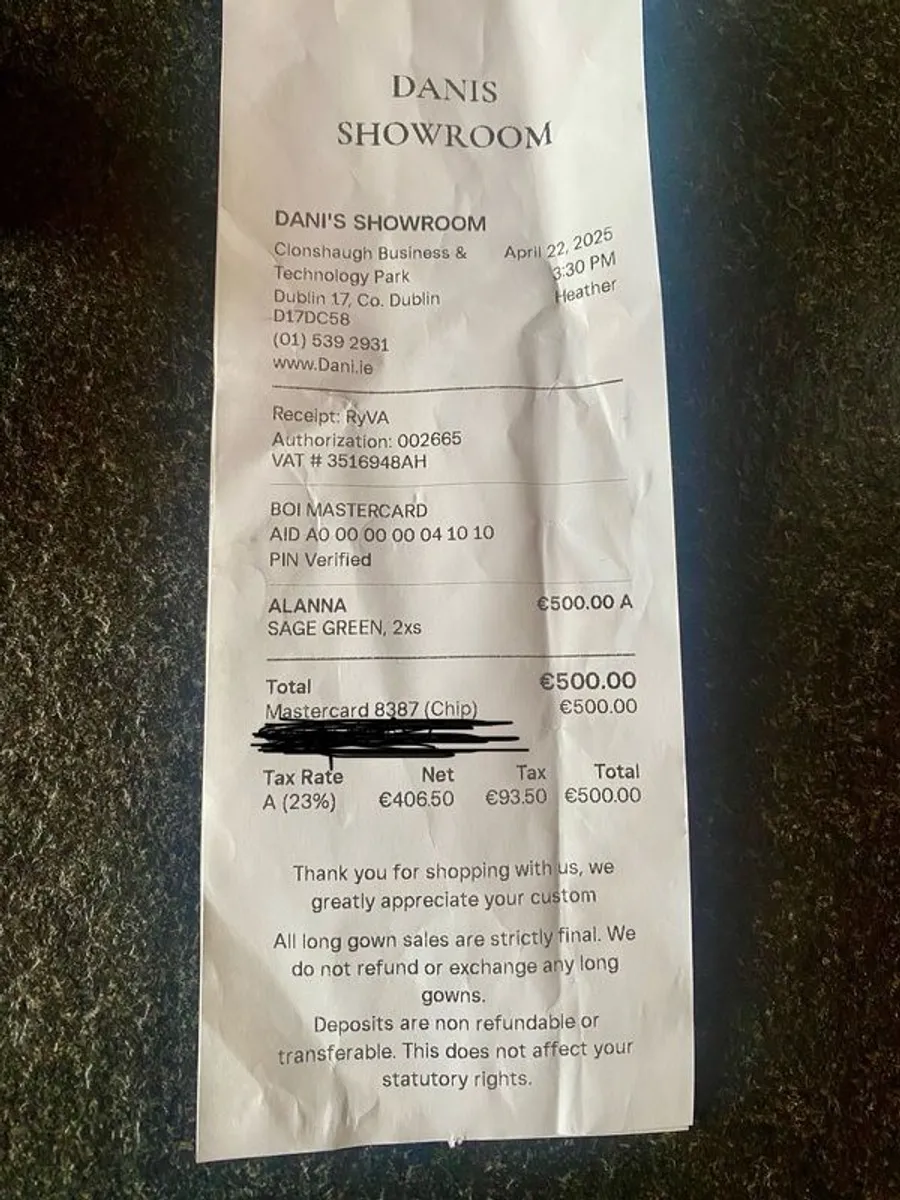 DANIS
SHOWROOM
DANI'S SHOWROOM
Clonshaugh Business &
Technology Park
Dublin 17, Co. Dublin
D17DC58
(01) 539 2931
www.Dani.ie
April 22, 2025
3:30 PM
Heather
Receipt: RyVA
Authorization: 002665
VAT # 3516948AH
BOI MASTERCARD
AID A0 00 00 00 04 10 10
PIN Verified
ALANNA €500.00 A
SAGE GREEN, 2xs
Total €500.00
Mastercard 8387 (Chip) €500.00
Tax Rate Net Tax Total
A (23%) €406.50 €93.50 €500.00
Thank you for shopping with us, we
greatly appreciate your custom
All long gown sales are strictly final. We
do not refund or exchange any long
gowns.
Deposits are non refundable or
transferable. This does not affect your
statutory rights.